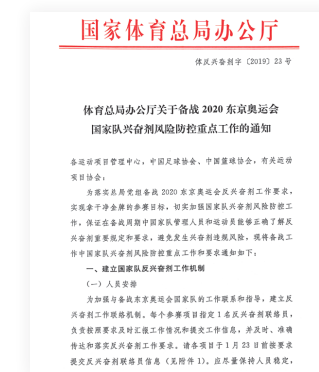 国家体育总局办公厅
体反兴奋剂字〔2019〕23号
体育总局办公厅关于备战2020东京奥运会
国家队兴奋剂风险防控重点工作的通知
各运动项目管理中心，中国足球协会、中国篮球协会，有关运动
项目协会：
为落实总局党组备战2020东京奥运会反兴奋剂工作要求，
实现拿干净金牌的参赛目标，切实加强国家队兴奋剂风险防控工
作，保证在备战周期中国家队管理人员和运动员能够正确了解反
兴奋剂重要规定和要求，避免发生兴奋剂违规风险，现将备战工
作中国家队兴奋剂风险防控重点工作和要求通知如下：
一、建立国家队反兴奋剂工作机制
（一）人员安排
为加强与备战东京奥运会国家队的工作联系和指导，建立反
兴奋剂工作联络机制。每个参赛项目指定1名反兴奋剂联络员，
负责按照要求及时汇报工作情况和提交工作信息，并及时、准确
传达和落实反兴奋剂工作要求。请各项目于1月23日前按要求
提交反兴奋剂联络员信息（见附件1）。应尽量保持人员稳定，